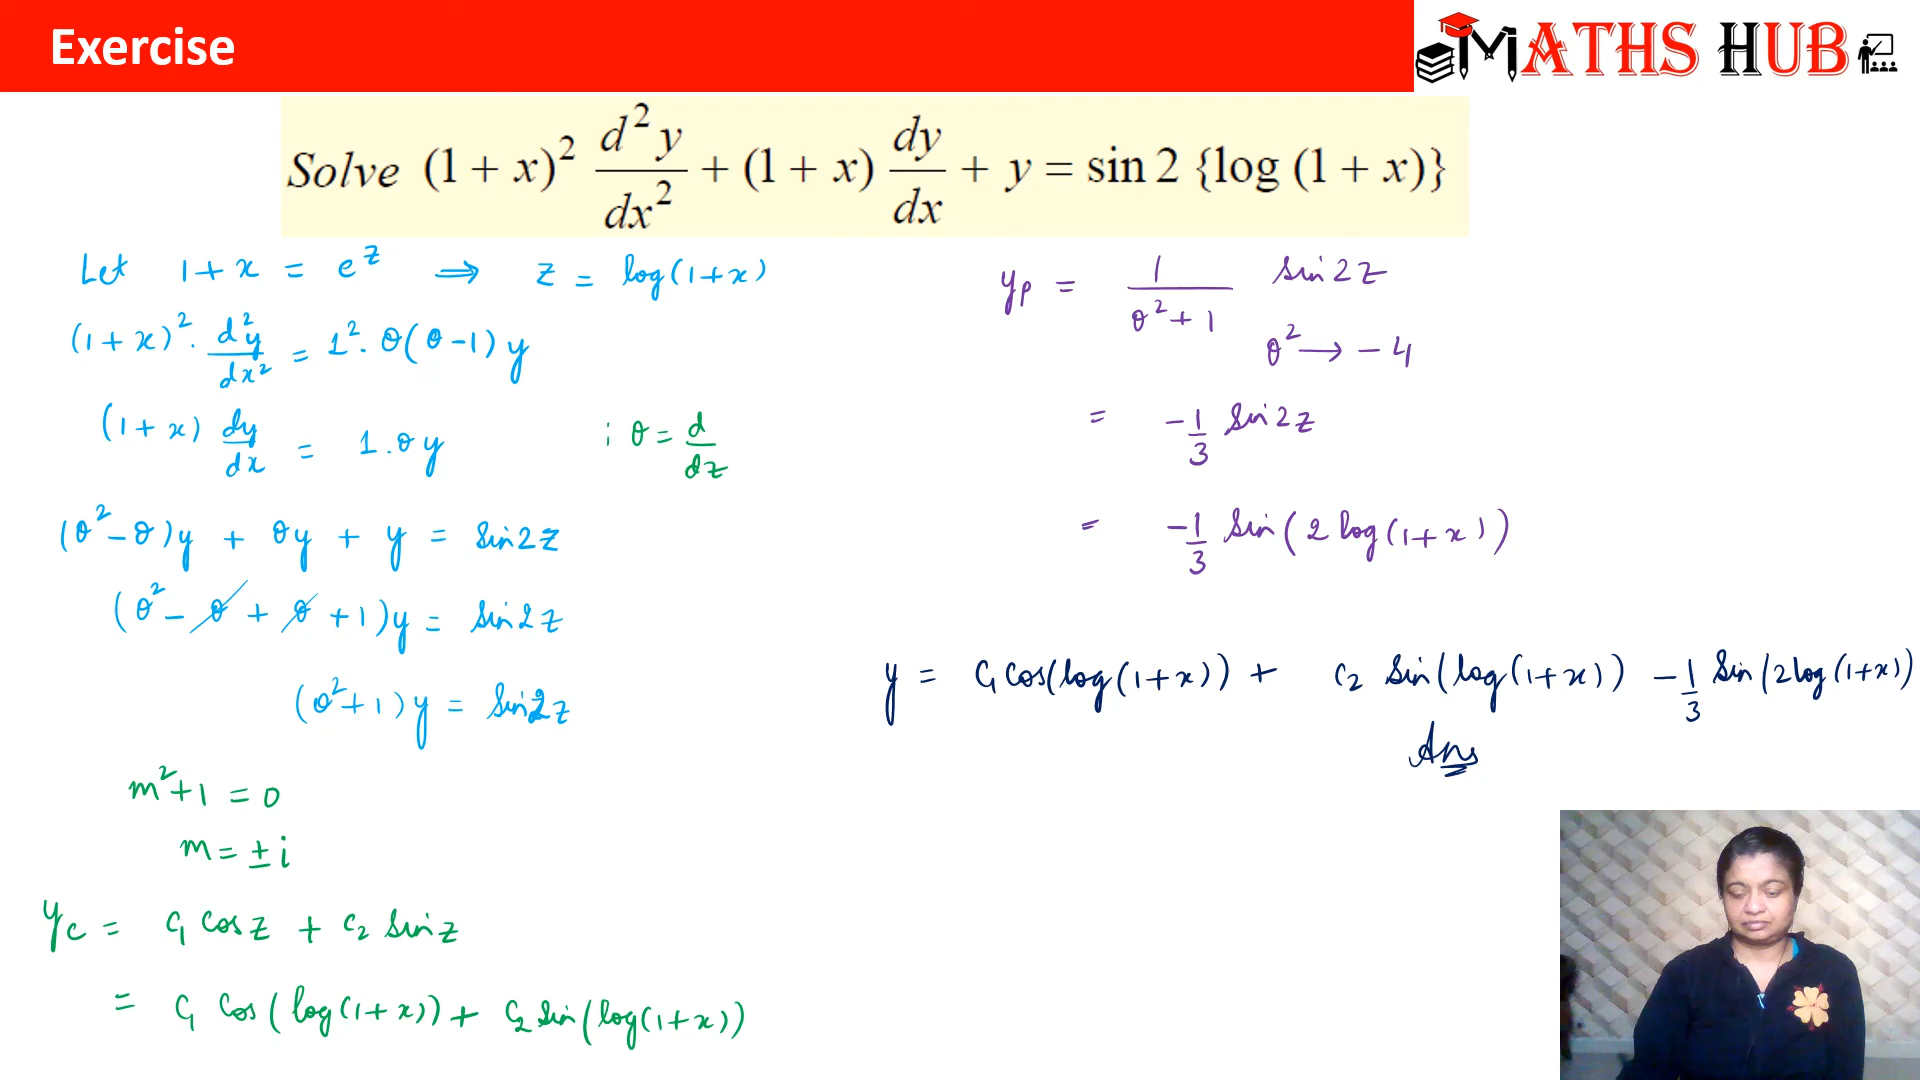 Exercise
MATHS HUB
Solve (1 + x)² d²y/dx² + (1 + x) dy/dx + y = sin 2 {log (1 + x)}
Let 1+x = e^z ⟹ z = log(1+x)
(1+x)². d²y/dx² = 1². θ(θ-1)y
(1+x) dy/dx = 1.θy ; θ = d/dz
(θ²-θ)y + θy + y = Sin2z
(θ² - θ + θ + 1)y = Sin2z
(θ²+1)y = Sin2z
m²+1 = 0
m = ±i
yc = c₁ Cosz + c₂ Sinz
= c₁ Cos(log(1+x)) + c₂ Sin(log(1+x))
yp = 1/(θ²+1) Sin2z
θ² → -4
= -1/3 Sin2z
= -1/3 Sin(2log(1+x))
y = c₁ Cos(log(1+x)) + c₂ Sin(log(1+x)) - 1/3 Sin(2log(1+x))
Ans